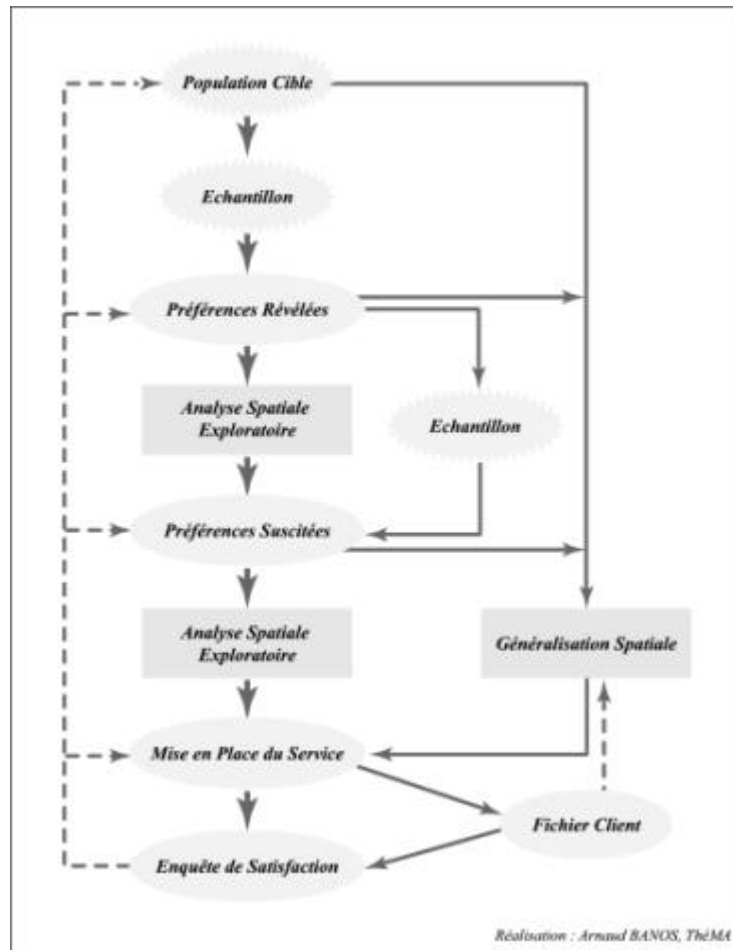 Population Cible
Echantillon
Préférences Révélées
Analyse Spatiale
Exploratoire
Echantillon
Préférences Suscitées
Analyse Spatiale
Exploratoire
Généralisation Spatiale
Mise en Place du Service
Fichier Client
Enquête de Satisfaction
Réalisation : Arnaud BANOS, ThéMA